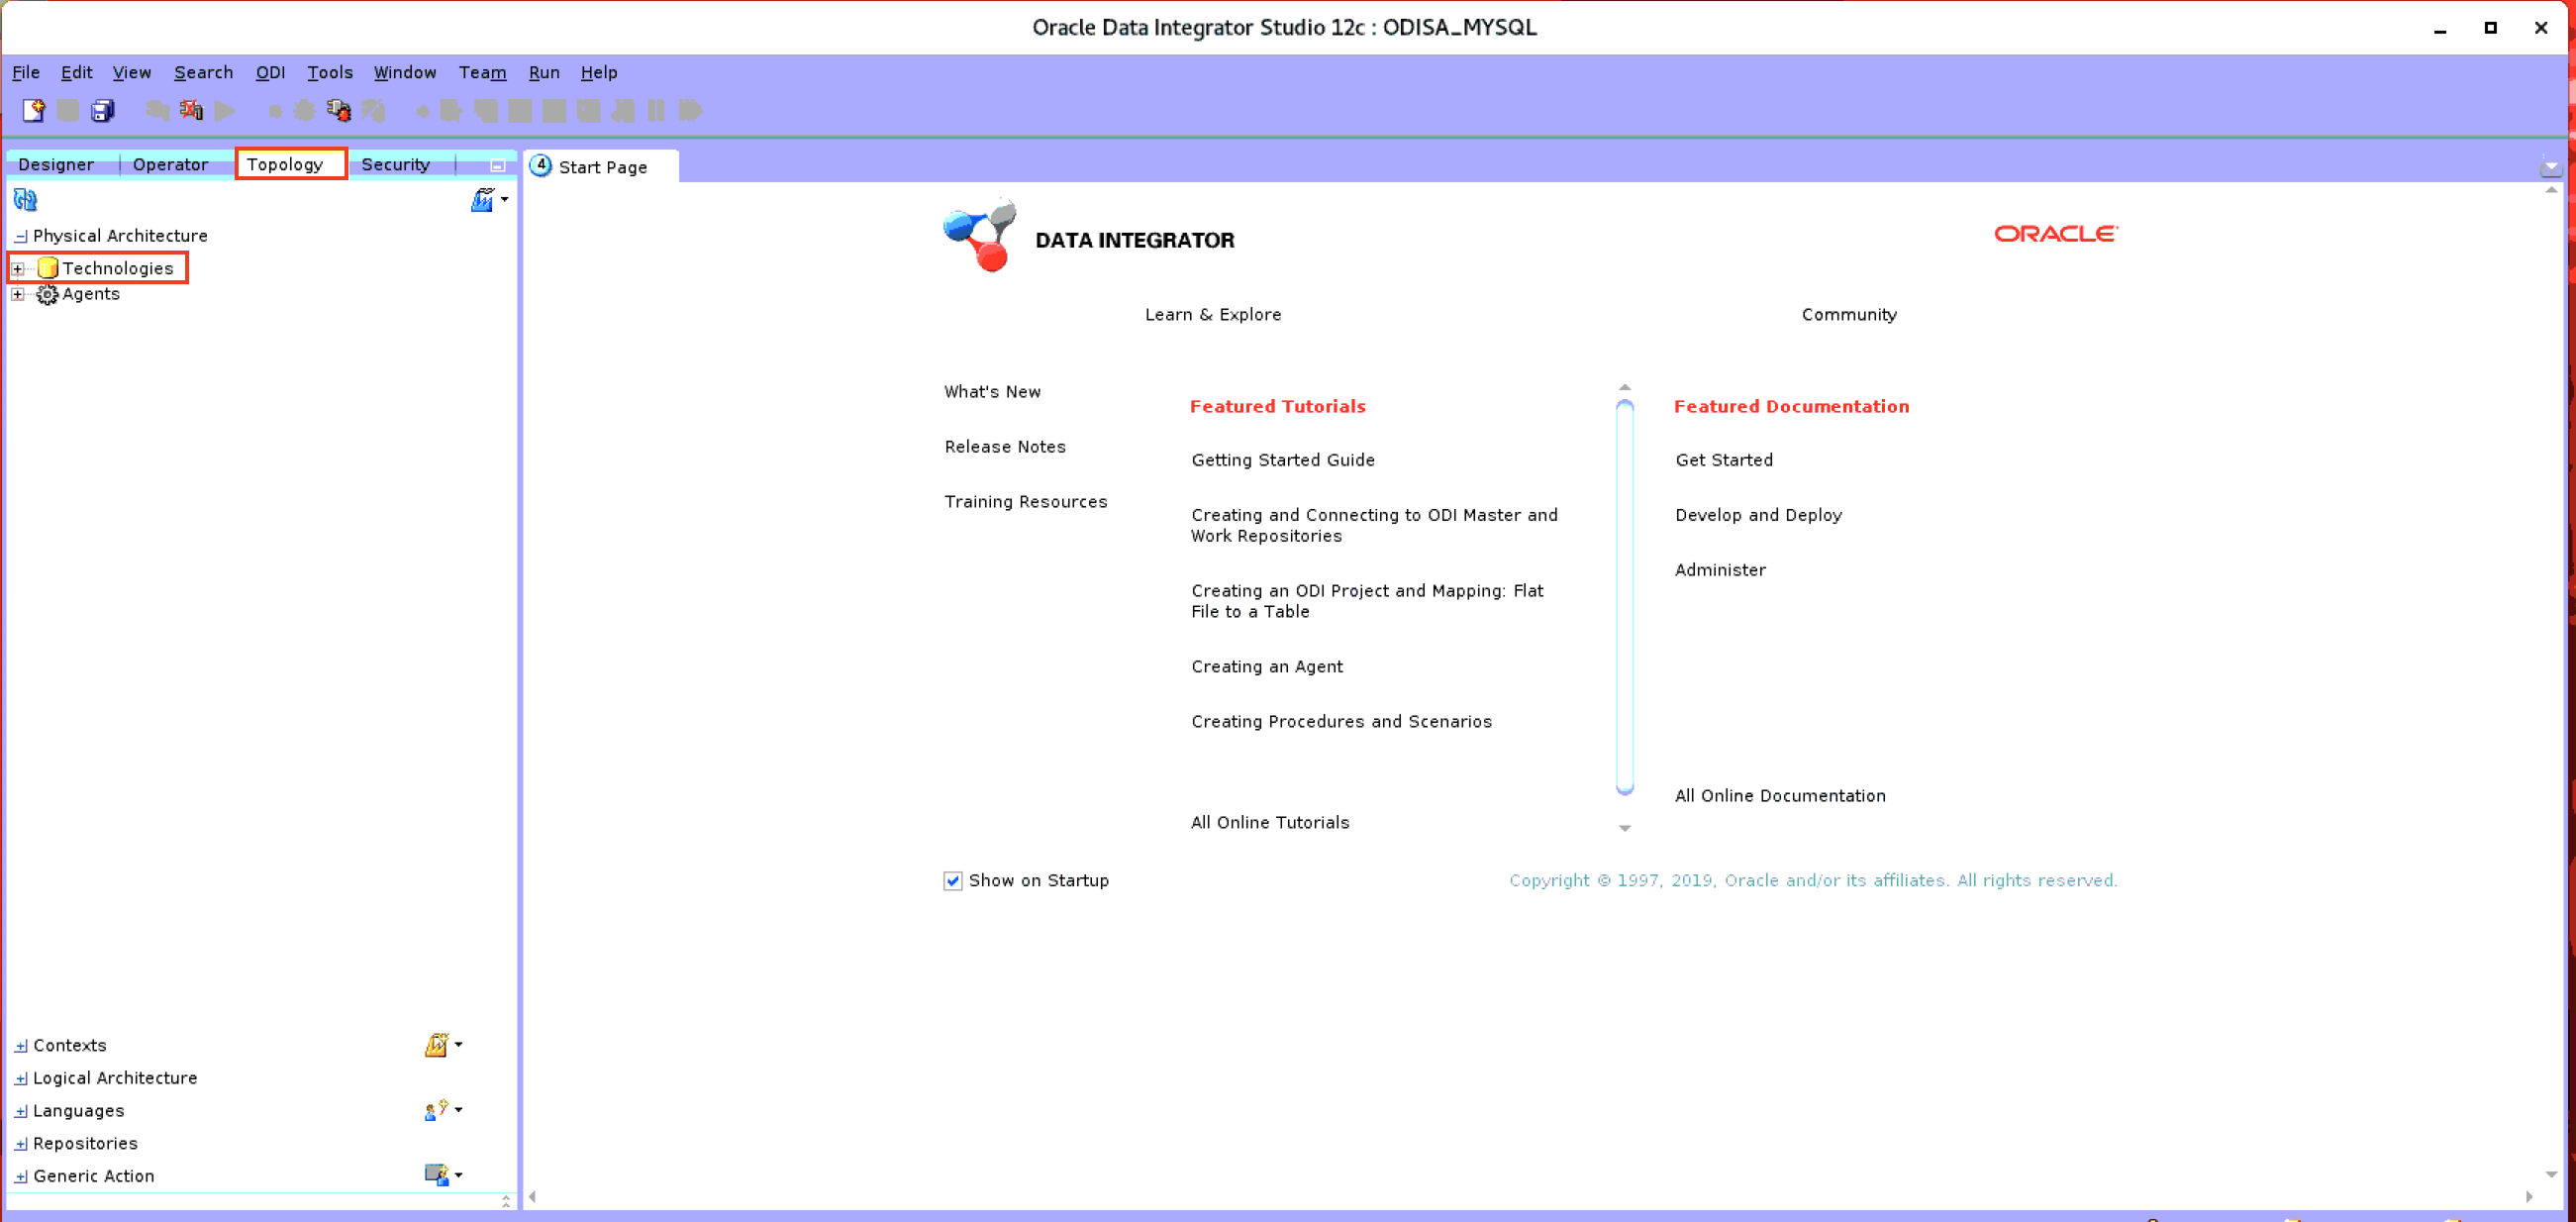 Oracle Data Integrator Studio 12c : ODISA_MYSQL
File Edit View Search ODI Tools Window Team Run Help
Designer Operator Topology Security
Physical Architecture
Technologies
Agents
Contexts
Logical Architecture
Languages
Repositories
Generic Action
4 Start Page
DATA INTEGRATOR
ORACLE
Learn & Explore
Community
What's New
Release Notes
Training Resources
Featured Tutorials
Getting Started Guide
Creating and Connecting to ODI Master and
Work Repositories
Creating an ODI Project and Mapping: Flat
File to a Table
Creating an Agent
Creating Procedures and Scenarios
All Online Tutorials
Featured Documentation
Get Started
Develop and Deploy
Administer
All Online Documentation
Show on Startup
Copyright © 1997, 2019, Oracle and/or its affiliates. All rights reserved.